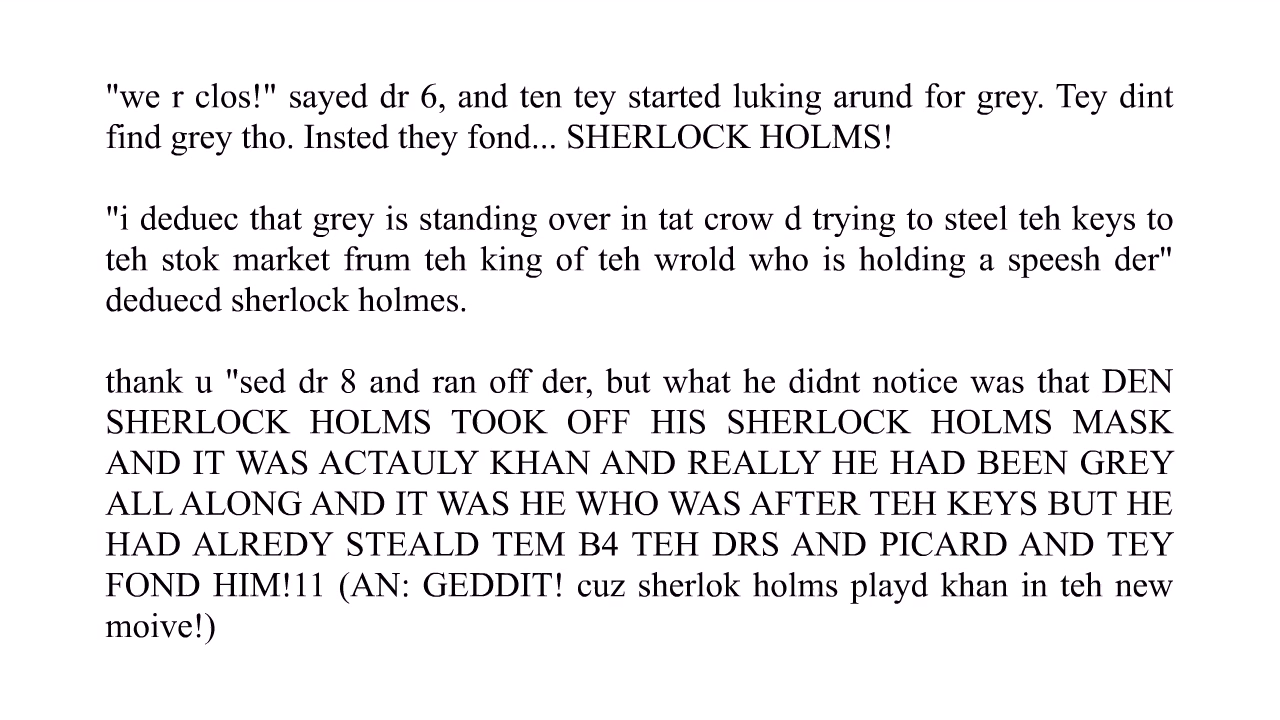 "we r clos!" sayed dr 6, and ten tey started luking arund for grey. Tey dint
find grey tho. Insted they fond... SHERLOCK HOLMS!
"i deduec that grey is standing over in tat crow d trying to steel teh keys to
teh stok market frum teh king of teh wrold who is holding a speesh der"
deduecd sherlock holmes.
thank u "sed dr 8 and ran off der, but what he didnt notice was that DEN
SHERLOCK HOLMS TOOK OFF HIS SHERLOCK HOLMS MASK
AND IT WAS ACTAULY KHAN AND REALLY HE HAD BEEN GREY
ALL ALONG AND IT WAS HE WHO WAS AFTER TEH KEYS BUT HE
HAD ALREDY STEALD TEM B4 TEH DRS AND PICARD AND TEY
FOND HIM!11 (AN: GEDDIT! cuz sherlok holms playd khan in teh new
moive!)